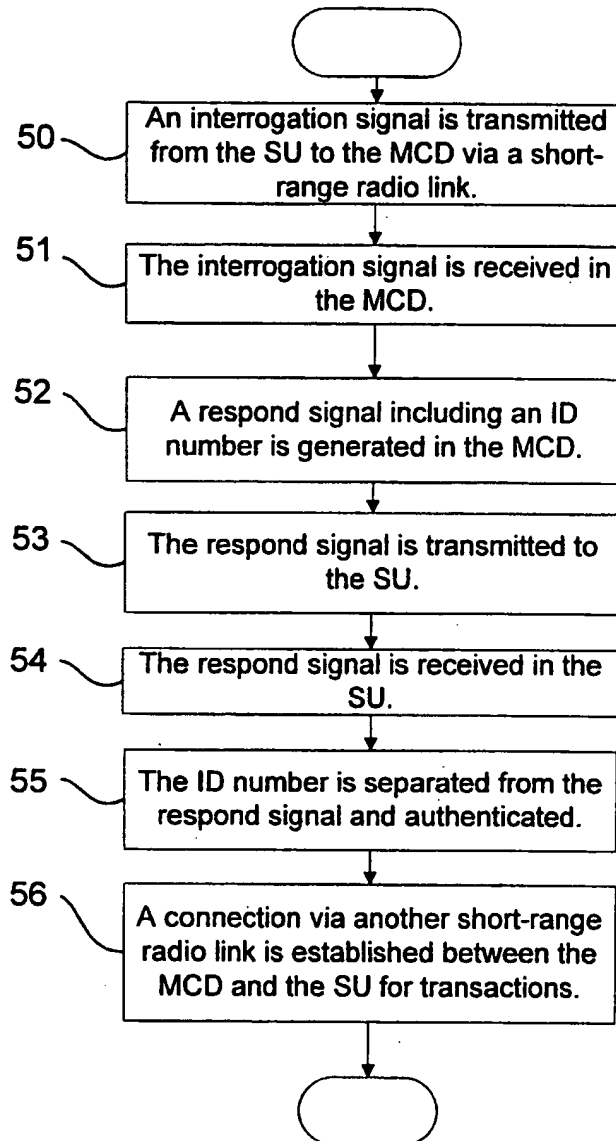 50
An interrogation signal is transmitted
from the SU to the MCD via a short-
range radio link.
51
The interrogation signal is received in
the MCD.
52
A respond signal including an ID
number is generated in the MCD.
53
The respond signal is transmitted to
the SU.
54
The respond signal is received in the
SU.
55
The ID number is separated from the
respond signal and authenticated.
56
A connection via another short-range
radio link is established between the
MCD and the SU for transactions.